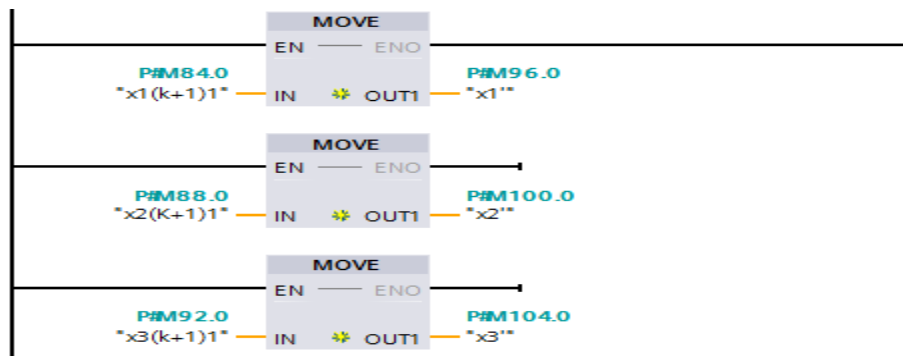 MOVE
EN ENO
P#M84.0 P#M96.0
"x1(k+1)1" IN OUT1 "x1'"
MOVE
EN ENO
P#M88.0 P#M100.0
"x2(K+1)1" IN OUT1 "x2'"
MOVE
EN ENO
P#M92.0 P#M104.0
"x3(k+1)1" IN OUT1 "x3'"